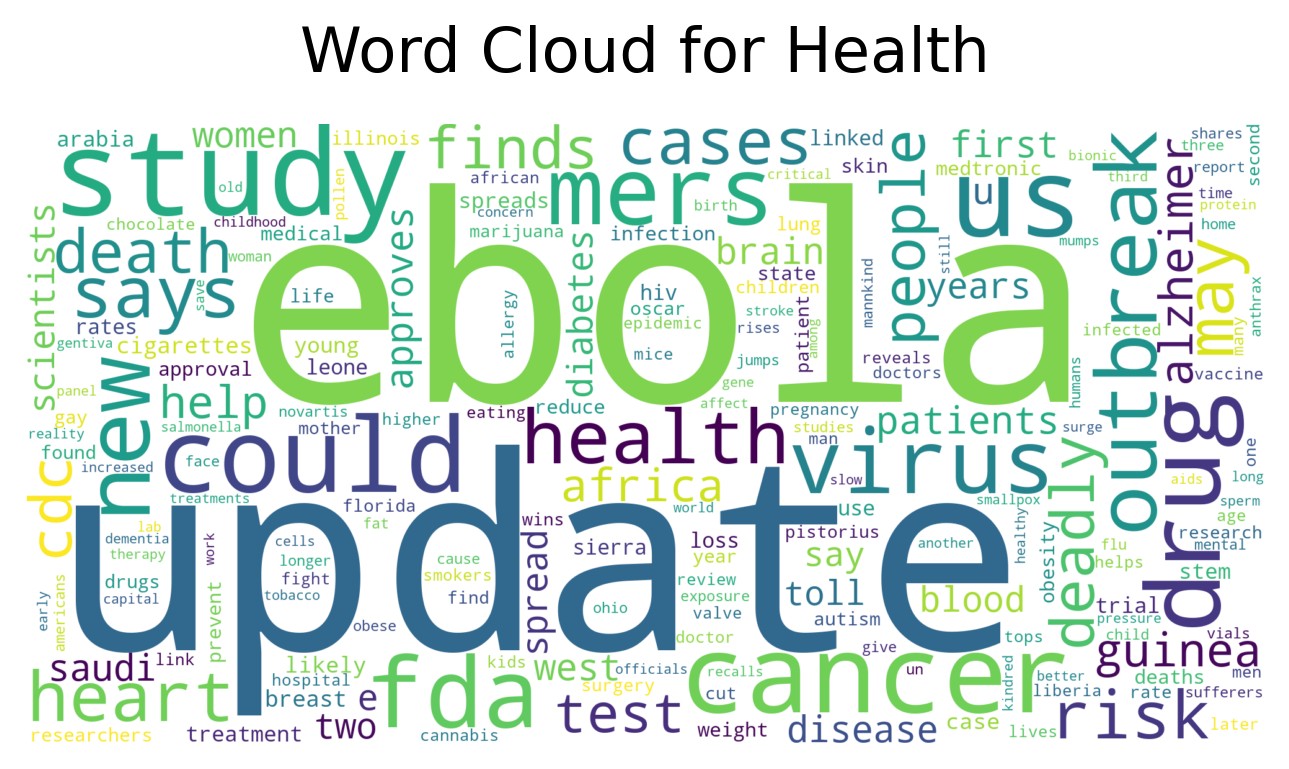 Word Cloud for Health
arabia
women
illinois
finds
cases
linked
first
shares
three
second
study
old
pollen
african
spreads
concern
mers
critical
skin
people
medtronic
bionic
third
report
outbreak
alzheimer
time
protein
home
us
still
mumps
may
many
anthrax
scientists
chocolate
childhood
medical
woman
death
says
save
rates
gentiva
cigarettes
approval
approves
marijuana
diabetes
infection
birth
lung
brain
state
children
stroke
rises
among
patient
mannkind
years
reveals
doctors
infected
vaccine
humans
ebola
life
young
leone
allergy
hiv
oscar
epidemic
mice
jumps
gene
affect
panel
gay
reality
found
increased
new
help
salmonella
novartis
mother
higher
eating
reduce
pregnancy
studies
man
patients
surge
drug
one
long
aids
sperm
age
research
mental
could
face
health
virus
slow
smallpox
deadly
cdc
treatments
florida
fat
africa
world
use
pistorius
healthy
obesity
flu
helps
stem
update
lab
dementia
therapy
work
cells
longer
fight
tobacco
cause
smokers
find
wins
spread
sierra
loss
year
review
exposure
valve
say
another
toll
blood
autism
ohio
drugs
capital
early
americans
prevent
obese
doctor
give
tops
trial
pressure
child
vials
guinea
men
saudi
link
likely
hospital
kids
west
officials
recalls
surgery
cut
un
kindred
better
liberia
deaths
rate
sufferers
heart
breast
e
fda
cancer
risk
later
researchers
treatment
two
cannabis
test
weight
disease
case
lives